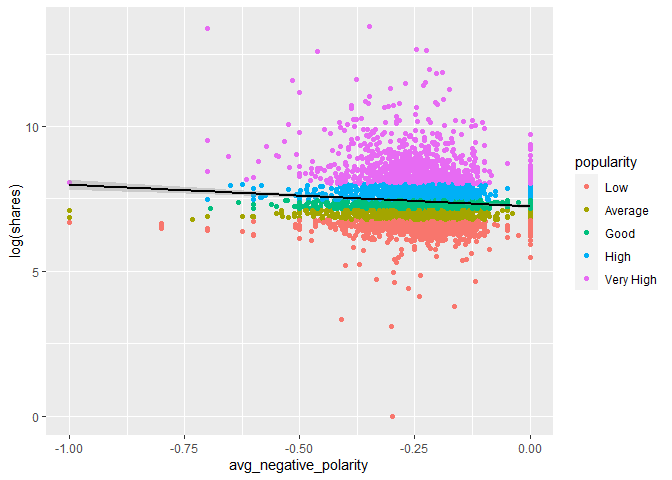 log(shares)
10
5
0
-1.00
-0.75
-0.50
-0.25
0.00
avg_negative_polarity
popularity
Low
Average
Good
High
Very High